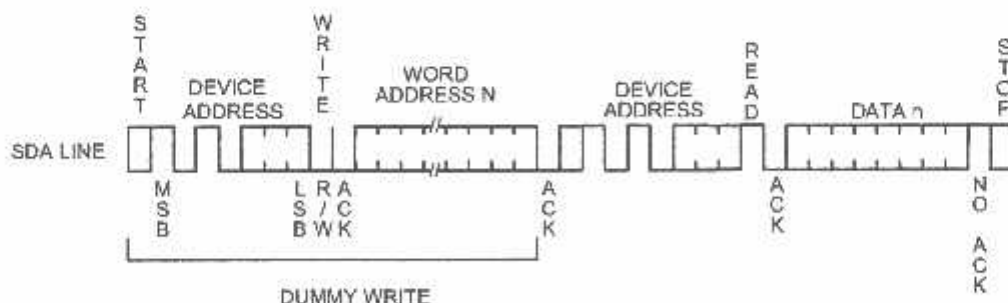 START
WRITE
READ
STOP
DEVICE
ADDRESS
WORD
ADDRESS N
DEVICE
ADDRESS
DATA n
SDA LINE
MSB
LSB
R/W
ACK
ACK
ACK
NO ACK
DUMMY WRITE